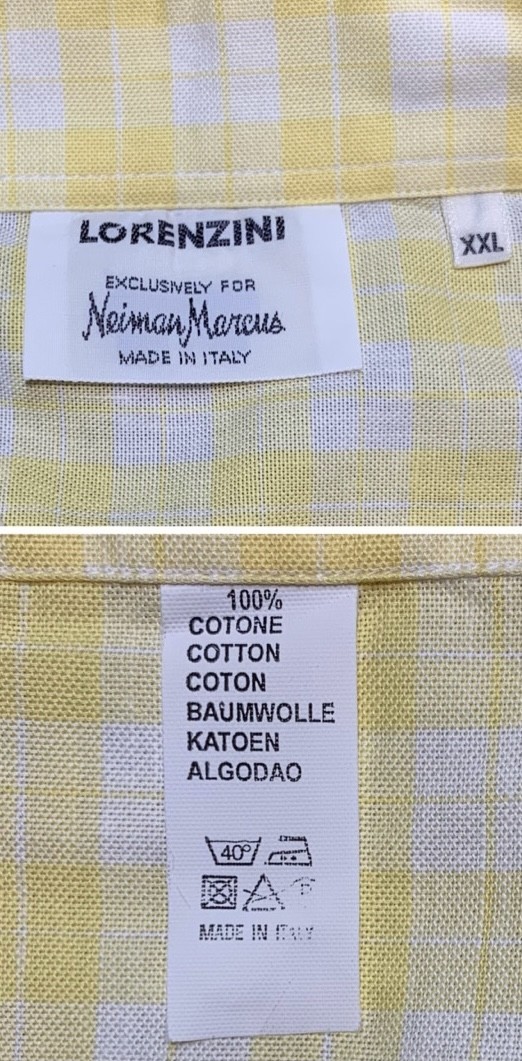 LORENZINI
XXL
EXCLUSIVELY FOR
Neiman Marcus
MADE IN ITALY
100%
COTONE
COTTON
COTON
BAUMWOLLE
KATOEN
ALGODAO
40°
MADE IN ITALY